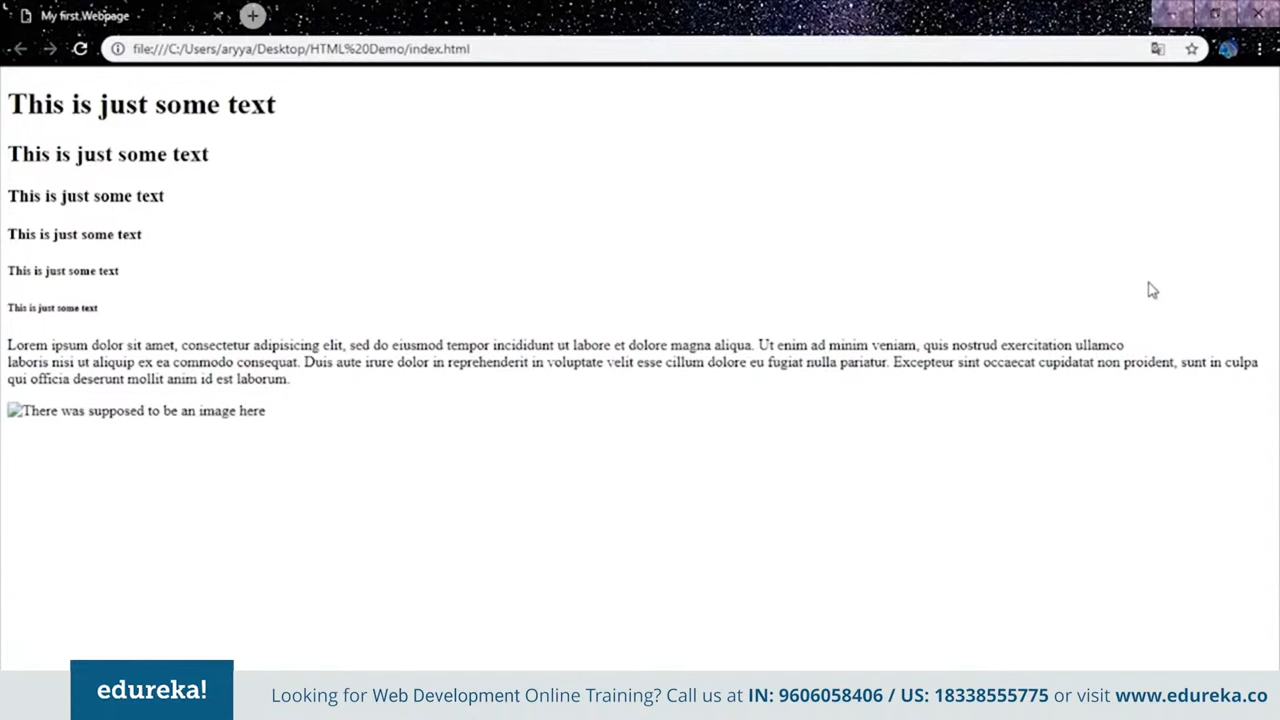 My first Webpage
file:///C:/Users/aryya/Desktop/HTML%20Demo/index.html
This is just some text
This is just some text
This is just some text
This is just some text
This is just some text
This is just some text
Lorem ipsum dolor sit amet, consectetur adipisicing elit, sed do eiusmod tempor incididunt ut labore et dolore magna aliqua. Ut enim ad minim veniam, quis nostrud exercitation ullamco
laboris nisi ut aliquip ex ea commodo consequat. Duis aute irure dolor in reprehenderit in voluptate velit esse cillum dolore eu fugiat nulla pariatur. Excepteur sint occaecat cupidatat non proident, sunt in culpa
qui officia deserunt mollit anim id est laborum.
There was supposed to be an image here
edureka!
Looking for Web Development Online Training? Call us at IN: 9606058406 / US: 18338555775 or visit www.edureka.co